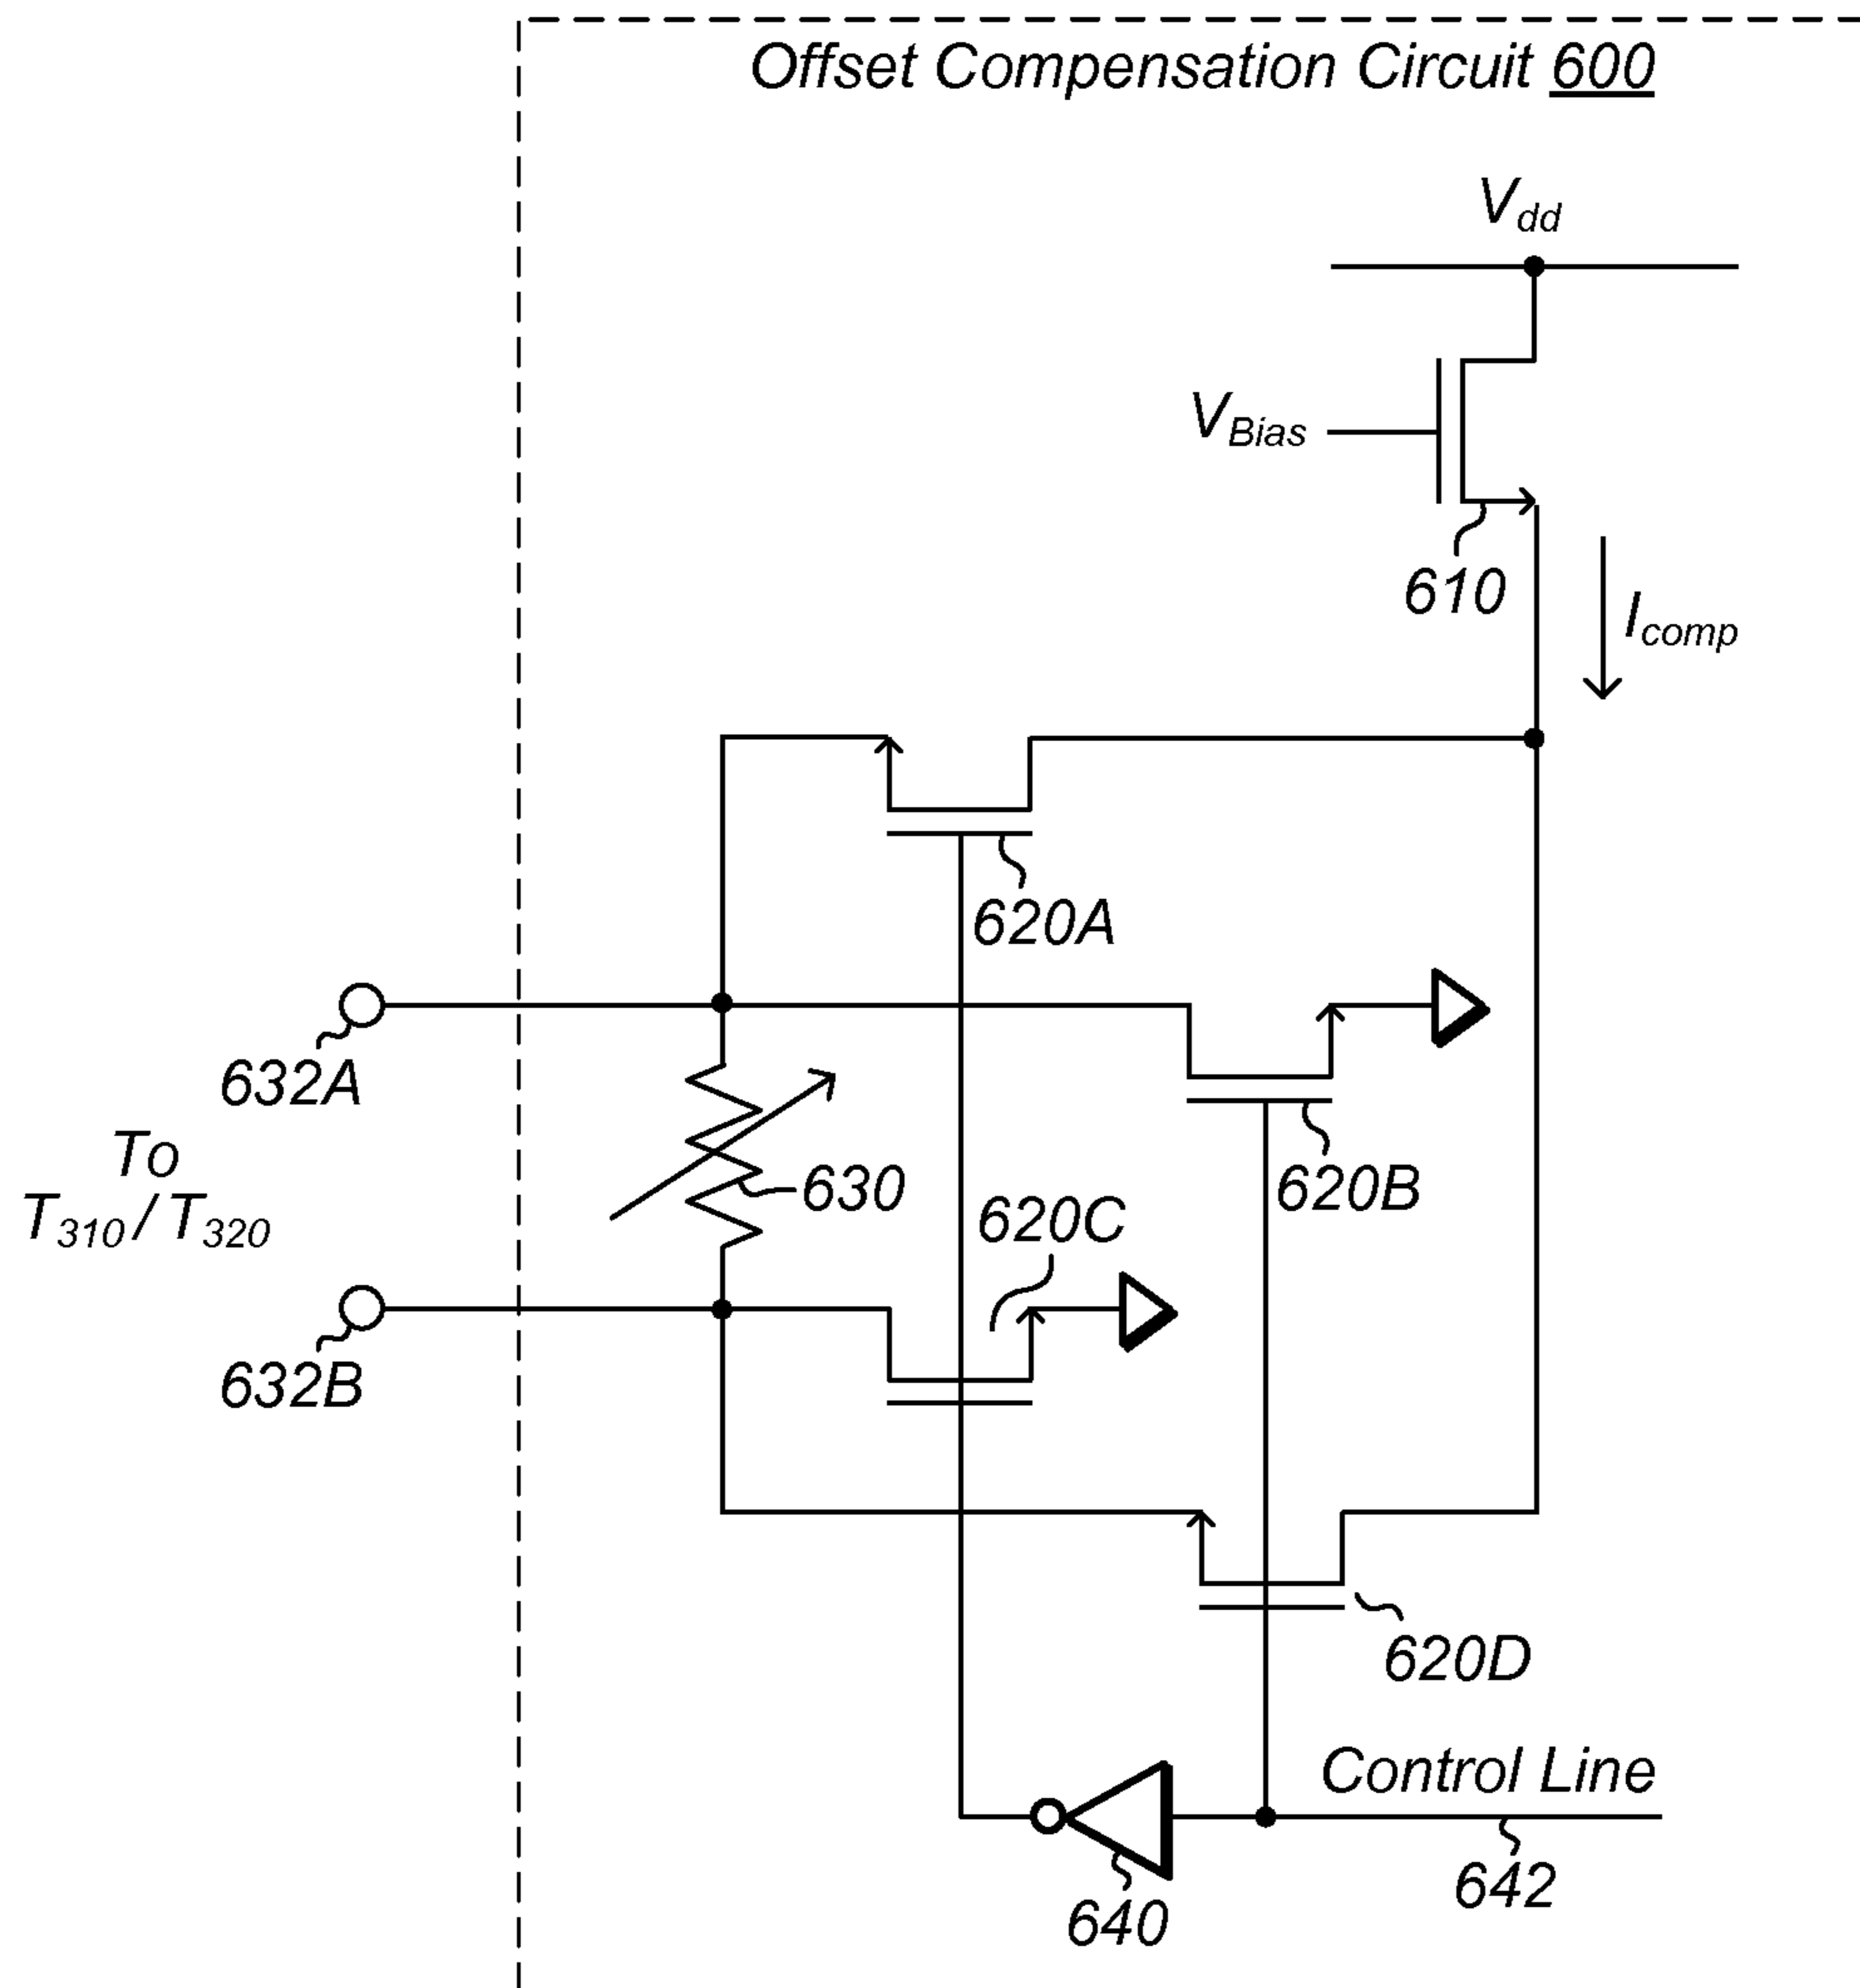 Offset Compensation Circuit 600
Vdd
VBias
610
Icomp
620A
632A
630
620B
To
T310/T320
620C
632B
620D
Control Line
642
640